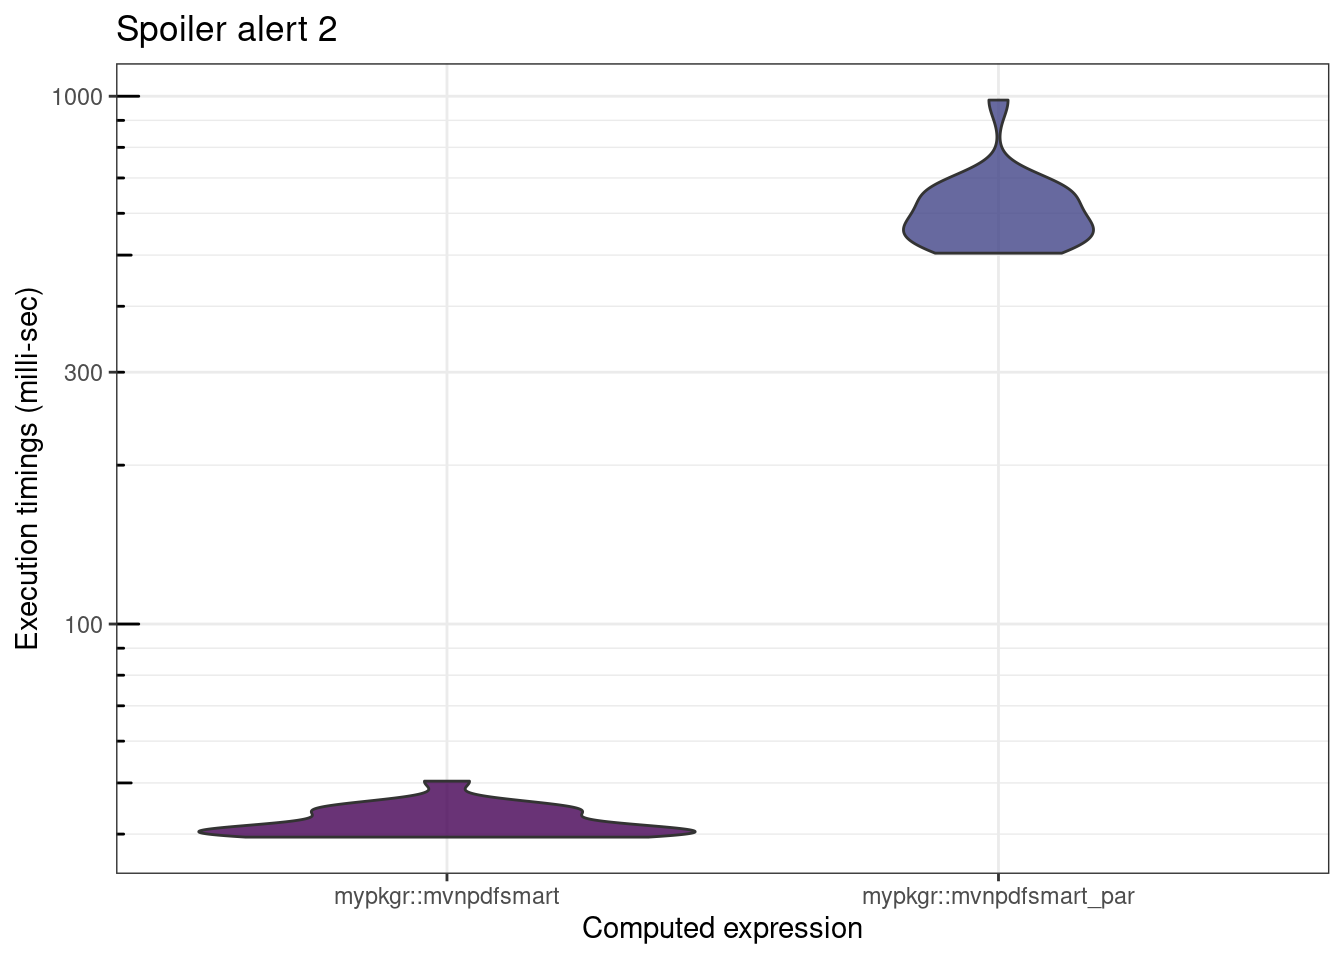 Spoiler alert 2
1000
300
100
Execution timings (milli-sec)
mypkgr::mvnpdfsmart
mypkgr::mvnpdfsmart_par
Computed expression